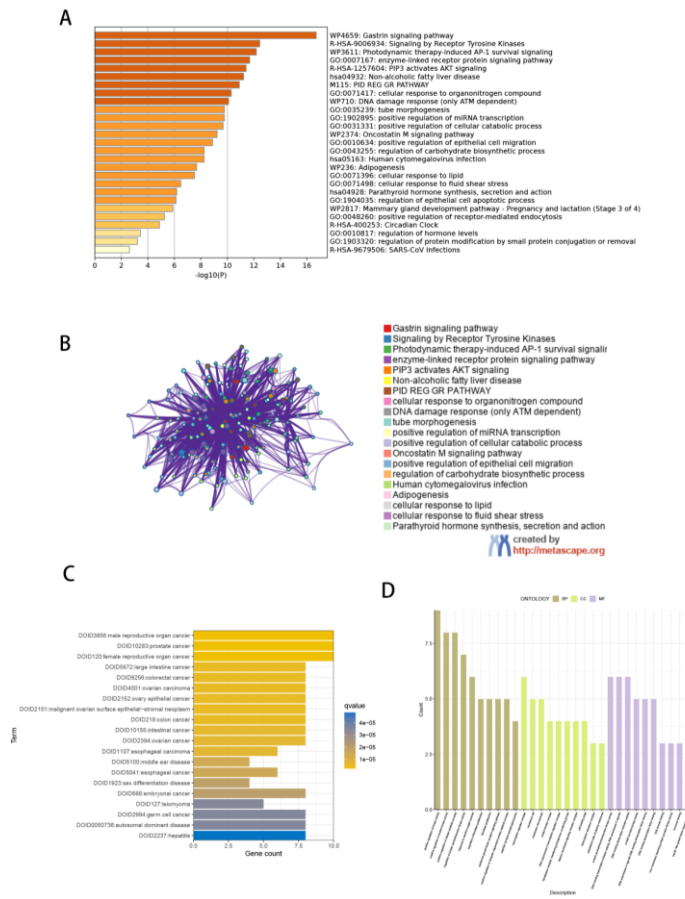 A
WP4659: Gastrin signaling pathway
R-HSA-9006934: Signaling by Receptor Tyrosine Kinases
WP3611: Photodynamic therapy-induced AP-1 survival signaling
GO:0007167: enzyme-linked receptor protein signaling pathway
R-HSA-1257604: PIP3 activates AKT signaling
hsa04932: Non-alcoholic fatty liver disease
M115: PID REG GR PATHWAY
GO:0071417: cellular response to organonitrogen compound
WP710: DNA damage response (only ATM dependent)
GO:0035239: tube morphogenesis
GO:1902895: positive regulation of miRNA transcription
GO:0031331: positive regulation of cellular catabolic process
WP2374: Oncostatin M signaling pathway
GO:0010634: positive regulation of epithelial cell migration
GO:0043255: regulation of carbohydrate biosynthetic process
hsa05163: Human cytomegalovirus infection
WP236: Adipogenesis
GO:0071396: cellular response to lipid
GO:0071498: cellular response to fluid shear stress
hsa04928: Parathyroid hormone synthesis, secretion and action
GO:1904035: regulation of epithelial cell apoptotic process
WP2817: Mammary gland development pathway - Pregnancy and lactation (Stage 3 of 4)
GO:0048260: positive regulation of receptor-mediated endocytosis
R-HSA-400253: Circadian Clock
GO:0010817: regulation of hormone levels
GO:1903320: regulation of protein modification by small protein conjugation or removal
R-HSA-9679506: SARS-CoV Infections
0 2 4 6 8 10 12 14 16
-log10(P)
B
Gastrin signaling pathway
Signaling by Receptor Tyrosine Kinases
Photodynamic therapy-induced AP-1 survival signalir
enzyme-linked receptor protein signaling pathway
PIP3 activates AKT signaling
Non-alcoholic fatty liver disease
PID REG GR PATHWAY
cellular response to organonitrogen compound
DNA damage response (only ATM dependent)
tube morphogenesis
positive regulation of miRNA transcription
positive regulation of cellular catabolic process
Oncostatin M signaling pathway
positive regulation of epithelial cell migration
regulation of carbohydrate biosynthetic process
Human cytomegalovirus infection
Adipogenesis
cellular response to lipid
cellular response to fluid shear stress
Parathyroid hormone synthesis, secretion and action
created by
http://metascape.org
C
Term
male reproductive organ cancer
DOID10283:prostate cancer
DOID120:female reproductive organ cancer
large intestine cancer
DOID9256:colorectal cancer
DOID4001:ovarian carcinoma
DOID2152:ovary epithelial cancer
DOID2151:malignant ovarian surface epithelial-stromal neoplasm
DOID219:colon cancer
DOID10155:intestinal cancer
DOID2394:ovarian cancer
DOID1107:esophageal carcinoma
DOID5100:middle ear disease
DOID5041:esophageal cancer
DOID1923:sex differentiation disease
DOID688:embryonal cancer
DOID127:leiomyoma
DOID2994:germ cell cancer
DOID0050736:autosomal dominant disease
DOID2237:hepatitis
0.0 2.5 5.0 7.5 10.0
Gene count
qvalue
4e-05
3e-05
2e-05
1e-05
D
ONTOLOGY BP CC MF
Count
7.5
5.0
2.5
0.0
Description